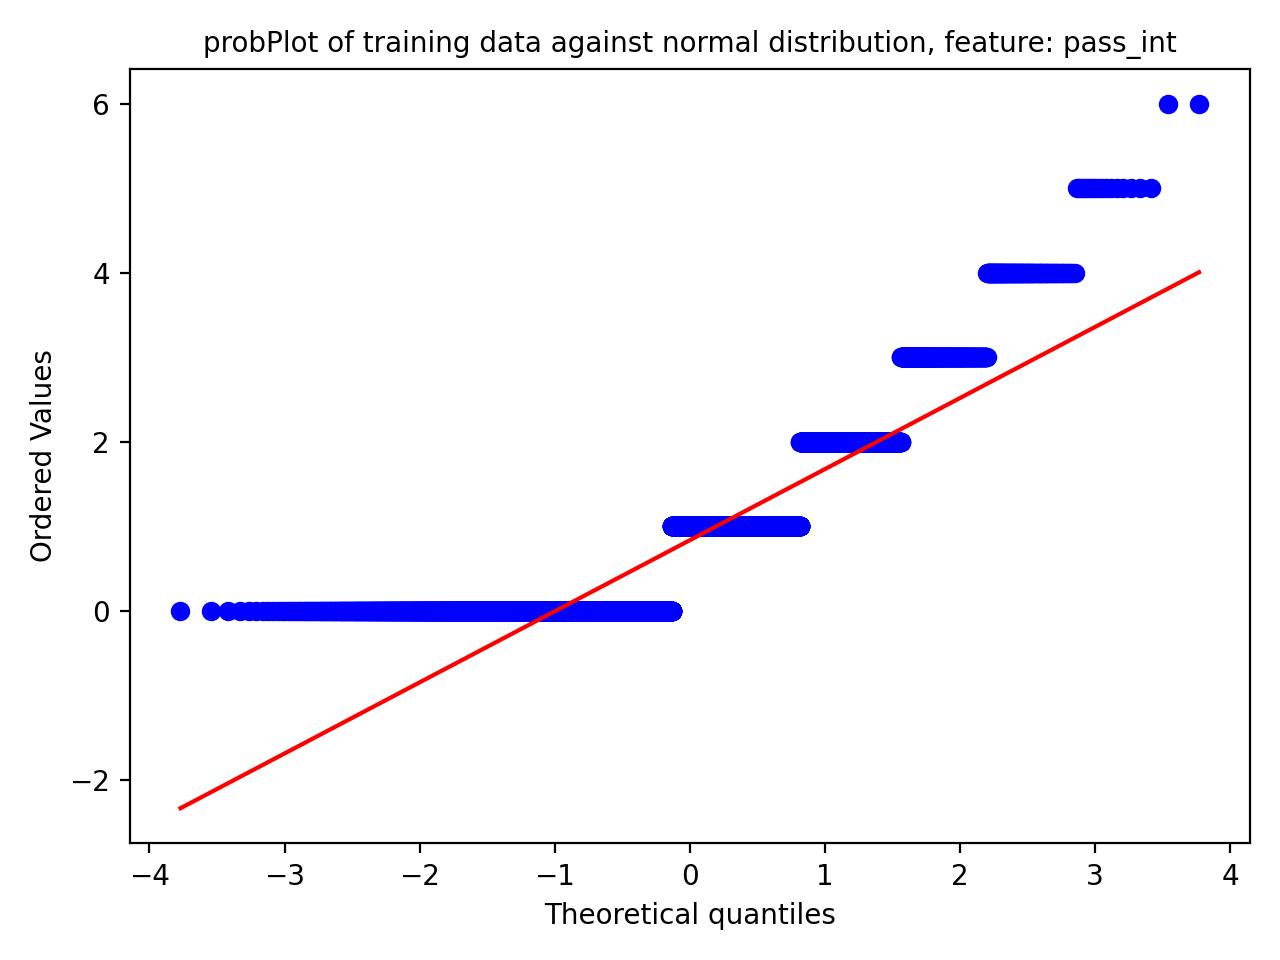 probPlot of training data against normal distribution, feature: pass_int
6
4
2
0
−2
Ordered Values
−4 −3 −2 −1 0 1 2 3 4
Theoretical quantiles